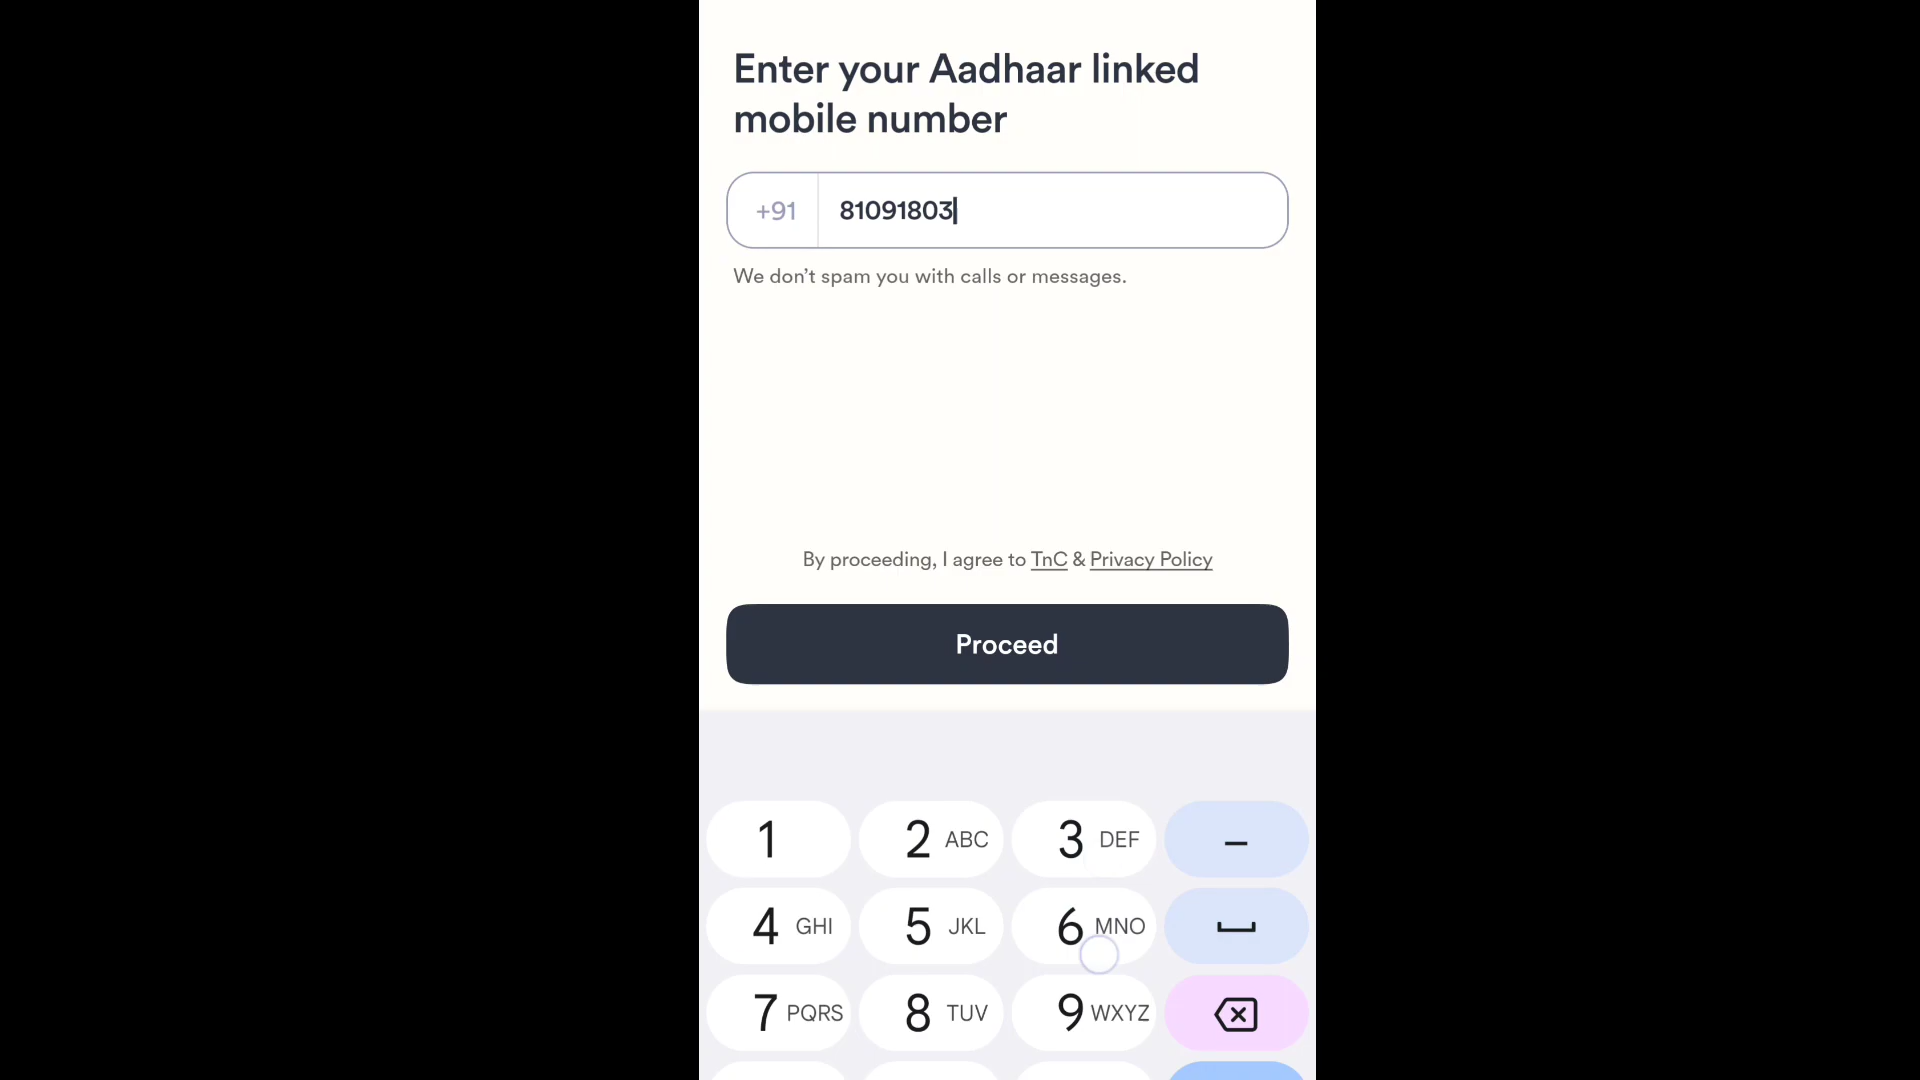 Enter your Aadhaar linked
mobile number
+91 81091803
We don’t spam you with calls or messages.
By proceeding, I agree to TnC & Privacy Policy
Proceed
1 2 ABC 3 DEF –
4 GHI 5 JKL 6 MNO
7 PQRS 8 TUV 9 WXYZ